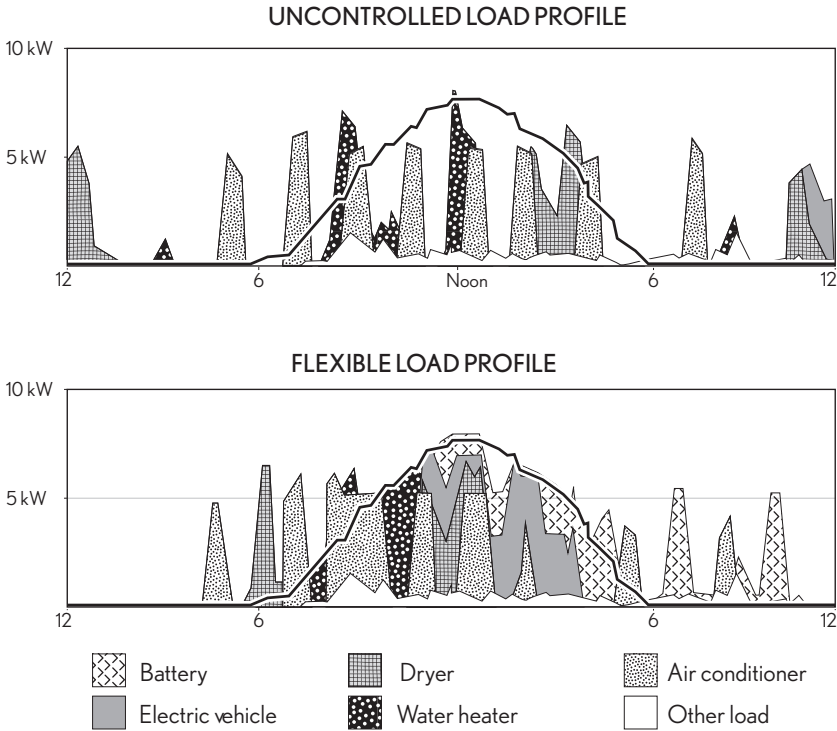 UNCONTROLLED LOAD PROFILE
10 kW
5 kW
12 6 Noon 6 12
FLEXIBLE LOAD PROFILE
10 kW
5 kW
12 6 6 12
Battery Dryer Air conditioner
Electric vehicle Water heater Other load